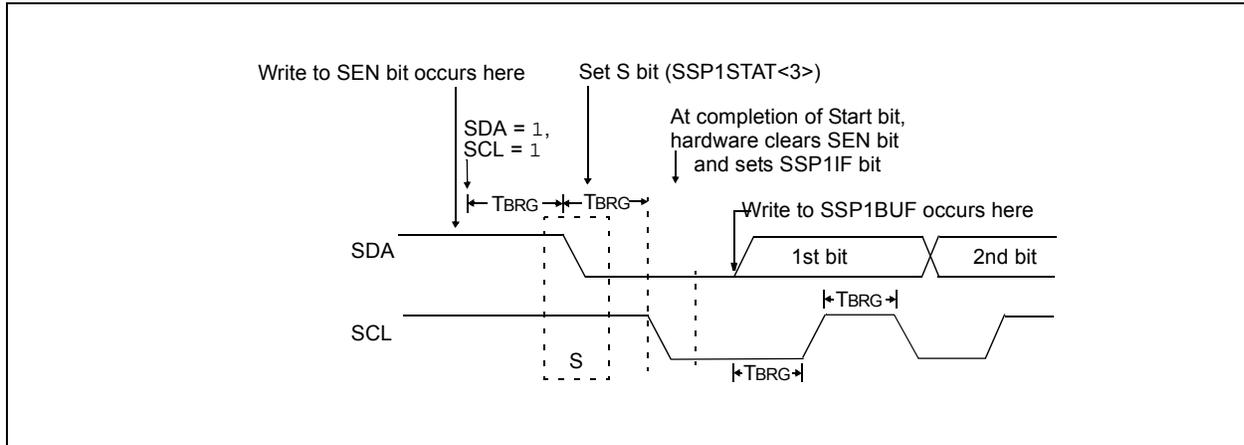 Write to SEN bit occurs here
Set S bit (SSP1STAT<3>)
SDA = 1,
SCL = 1
At completion of Start bit,
hardware clears SEN bit
and sets SSP1IF bit
TBRG
TBRG
Write to SSP1BUF occurs here
SDA
1st bit
2nd bit
TBRG
SCL
S
TBRG